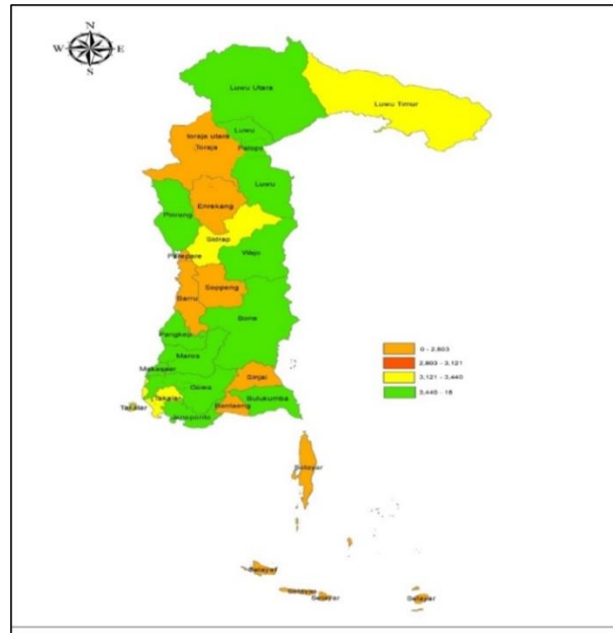 N
W E
S
Luwu Utara
Luwu Timur
Luwu
toraja utara
Toraja
Palopo
Luwu
Enrekang
Pinrang
Sidrap
Wajo
Parepare
Soppeng
Barru
Bone
Pangkep
Maros
Makassar
Gowa
Sinjai
Takalar
Takalar
Bantaeng
Bulukumba
Jeneponto
0 - 2,803
2,803 - 3,121
3,121 - 3,440
3,440 - 18
Selayar
Selayar
Selayar
Selayar
Selayar